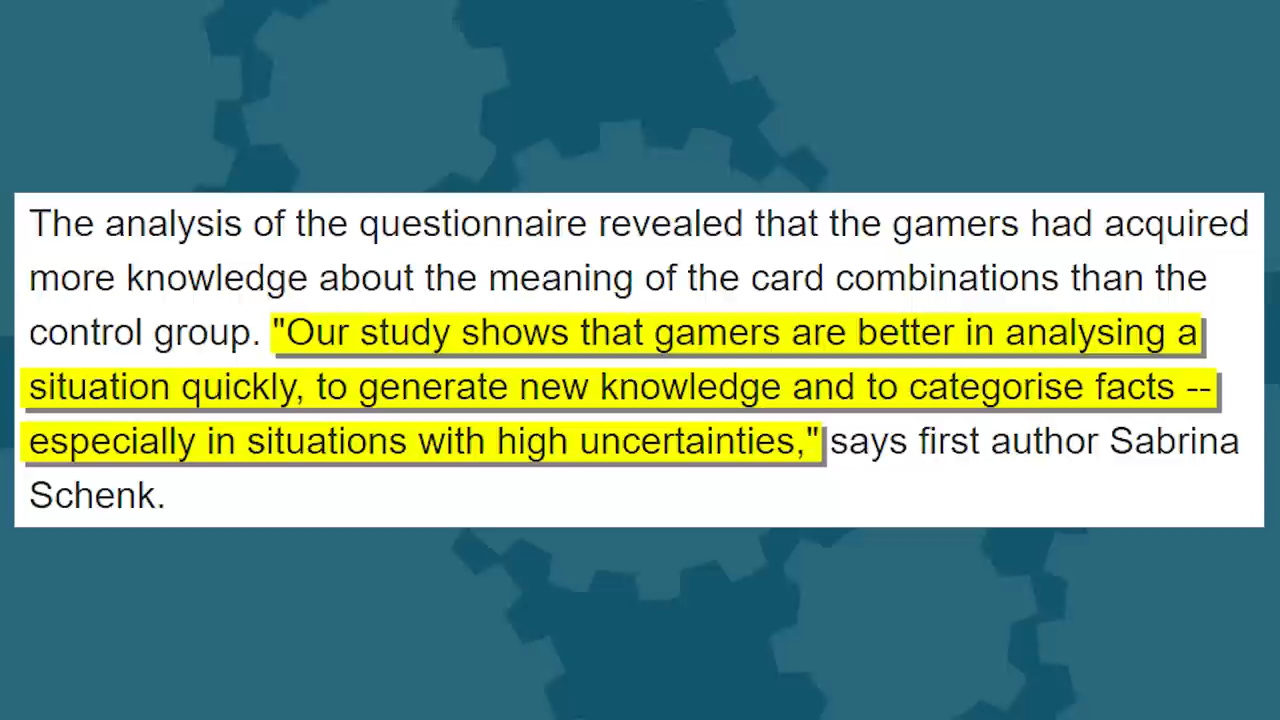 The analysis of the questionnaire revealed that the gamers had acquired
more knowledge about the meaning of the card combinations than the
control group. "Our study shows that gamers are better in analysing a
situation quickly, to generate new knowledge and to categorise facts --
especially in situations with high uncertainties," says first author Sabrina
Schenk.